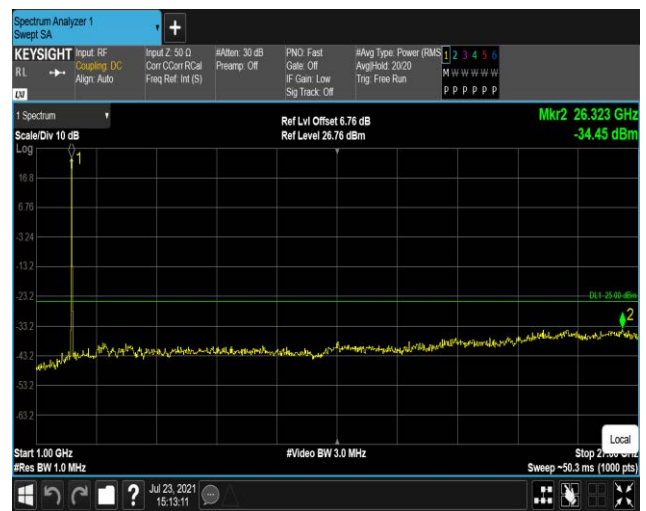 Spectrum Analyzer 1
Swept SA
+
KEYSIGHT Input: RF Input Z: 50 Ω #Atten: 30 dB PNO: Fast #Avg Type: Power (RMS 1 2 3 4 5 6
RL Coupling: DC Corr CCorr RCal Preamp: Off Gate: Off Avg|Hold: 20/20 M W W W W W
Align: Auto Freq Ref: Int (S) IF Gain: Low Trig: Free Run
LXI Sig Track: Off P P P P P P
1 Spectrum Ref Lvl Offset 6.76 dB Mkr2 26.323 GHz
Scale/Div 10 dB Ref Level 26.76 dBm -34.45 dBm
Log
1
16.8
6.76
-3.24
-13.2
-23.2 DL1 -25.00 dBm
2
-33.2
-43.2
-53.2
-63.2
Local
Start 1.00 GHz #Video BW 3.0 MHz Stop 27.00 GHz
#Res BW 1.0 MHz Sweep ~50.3 ms (1000 pts)
? Jul 23, 2021
15:13:11